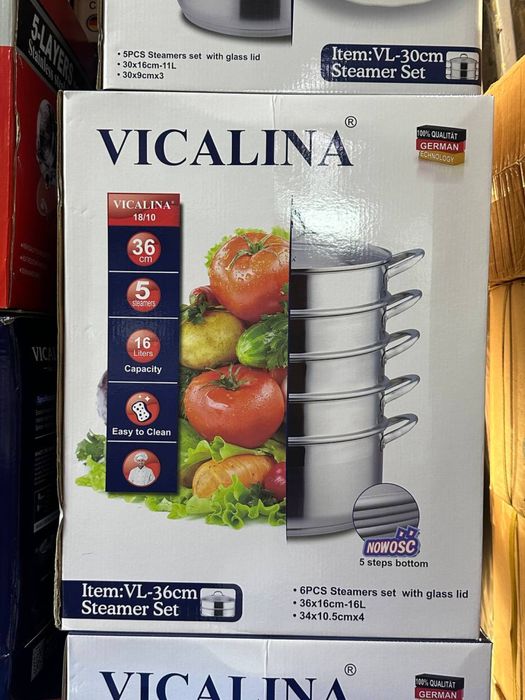 5-LAYER
• 5PCS Steamers set with glass lid
• 30x16cm-11L
• 30x9cmx3
Item:VL-30cm
Steamer Set
VICALINA®
100% QUALITÄT
GERMAN
TECHNOLOGY
VICALINA®
18/10
36
cm
5
steamers
16
Liters
Capacity
Easy to Clean
NOWOSC
5 steps bottom
Item:VL-36cm
Steamer Set
• 6PCS Steamers set with glass lid
• 36x16cm-16L
• 34x10.5cmx4
VICALINA®
100% QUALITÄT
GERMAN